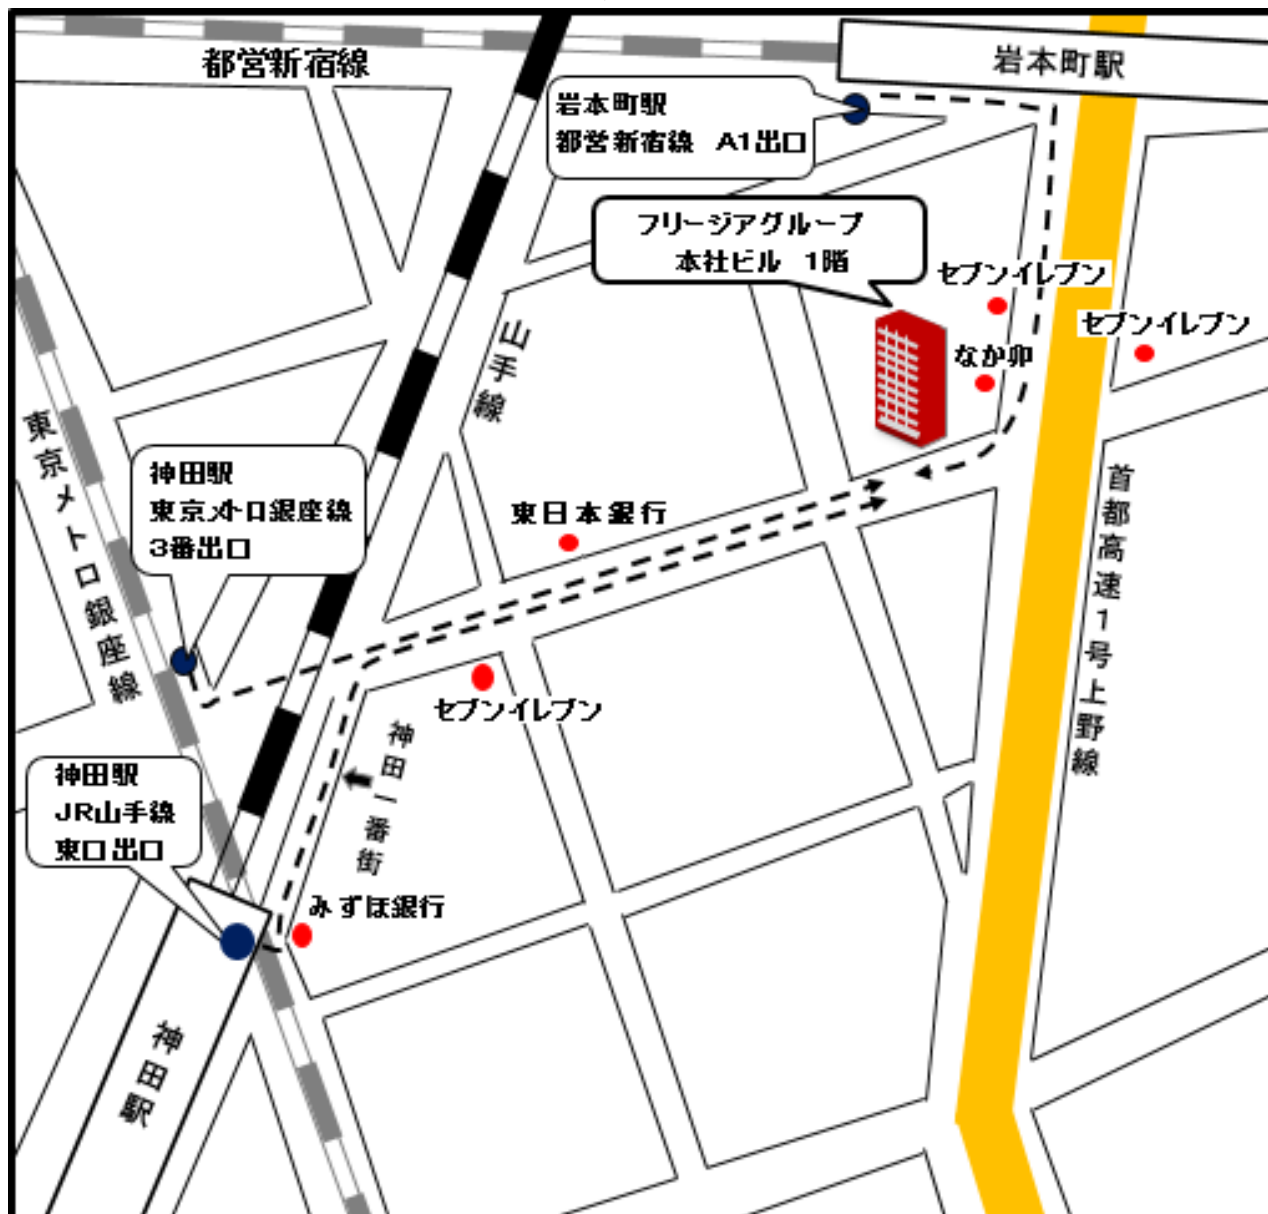 都営新宿線
岩本町駅
岩本町駅
都営新宿線 A1出口
フリージアグループ
本社ビル 1階
セブンイレブン
セブンイレブン
なか卯
山手線
東京メトロ銀座線
神田駅
東京メトロ銀座線
3番出口
東日本銀行
首都高速1号上野線
セブンイレブン
神田一番街
神田駅
JR山手線
東口出口
みずほ銀行
神田駅